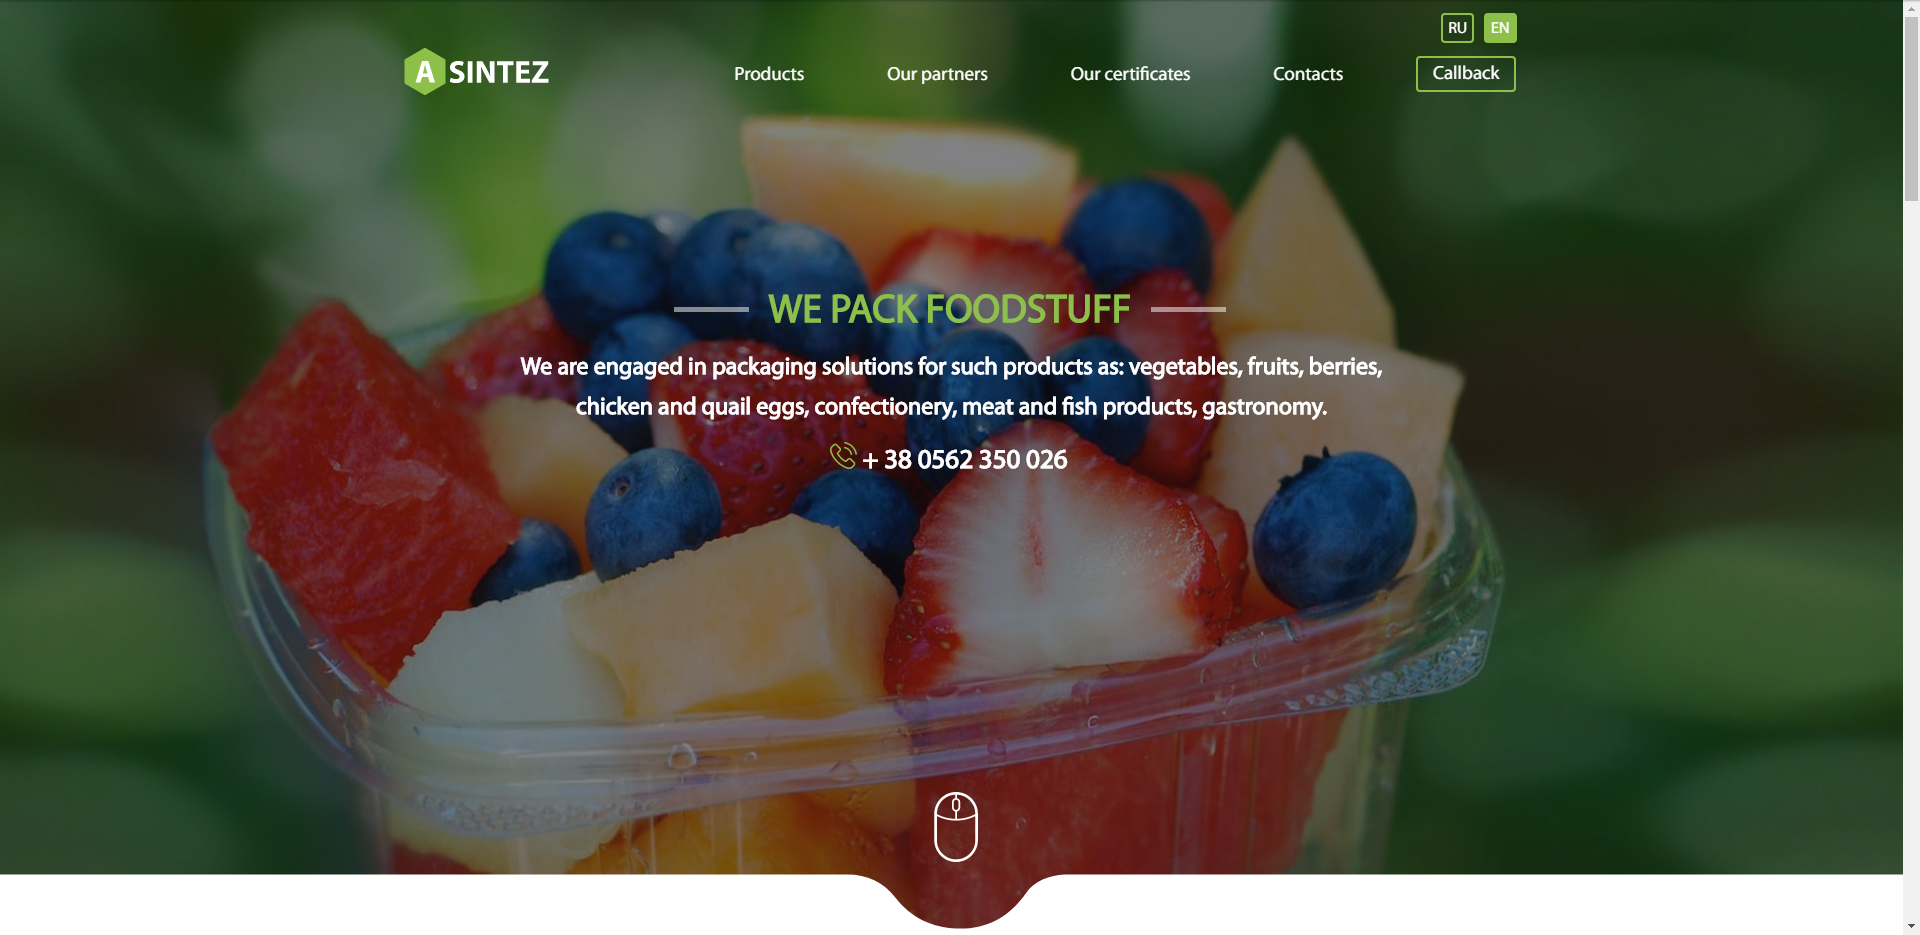 RU EN
A SINTEZ
Products Our partners Our certificates Contacts Callback
WE PACK FOODSTUFF
We are engaged in packaging solutions for such products as: vegetables, fruits, berries,
chicken and quail eggs, confectionery, meat and fish products, gastronomy.
+ 38 0562 350 026